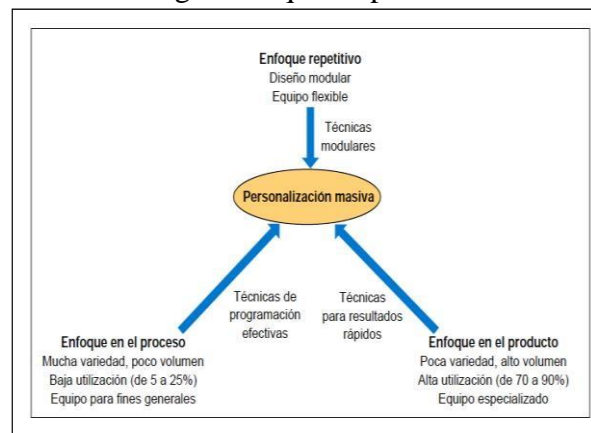 Enfoque repetitivo
Diseño modular
Equipo flexible
Técnicas
modulares
Personalización masiva
Técnicas de
programación
efectivas
Técnicas
para resultados
rápidos
Enfoque en el proceso
Mucha variedad, poco volumen
Baja utilización (de 5 a 25%)
Equipo para fines generales
Enfoque en el producto
Poca variedad, alto volumen
Alta utilización (de 70 a 90%)
Equipo especializado